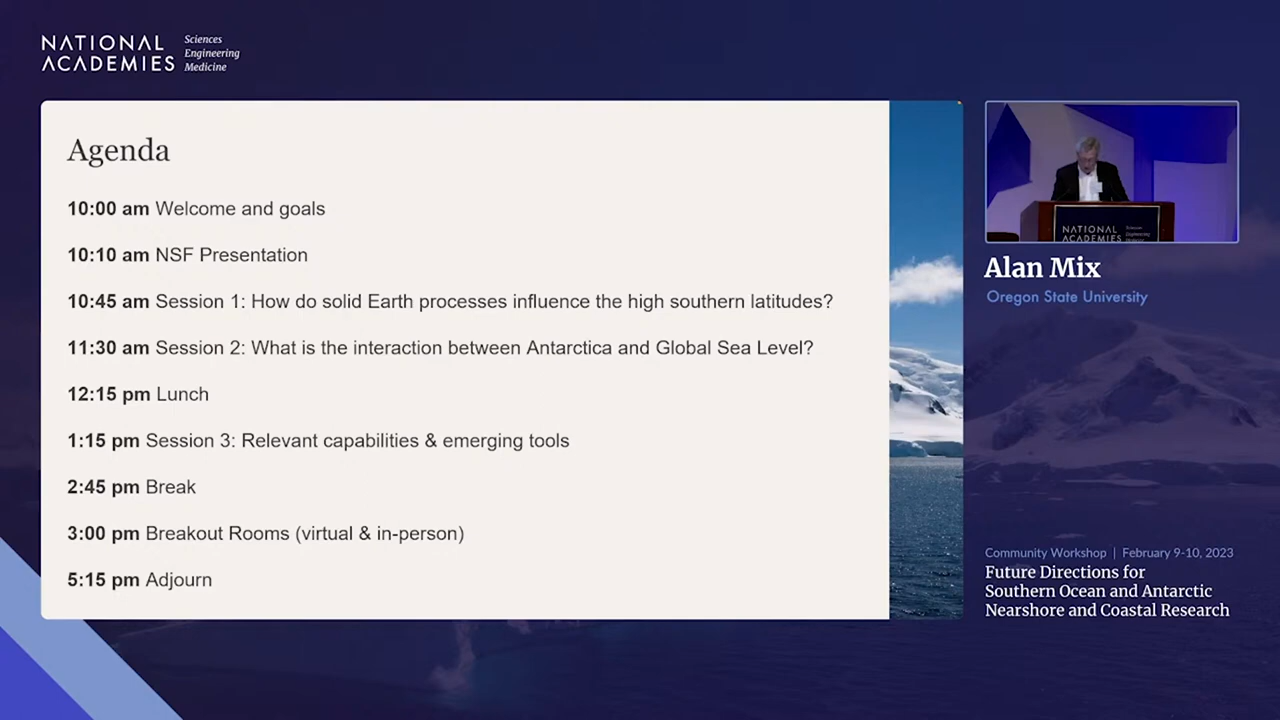 NATIONAL ACADEMIES
Sciences
Engineering
Medicine
Agenda
10:00 am Welcome and goals
10:10 am NSF Presentation
10:45 am Session 1: How do solid Earth processes influence the high southern latitudes?
11:30 am Session 2: What is the interaction between Antarctica and Global Sea Level?
12:15 pm Lunch
1:15 pm Session 3: Relevant capabilities & emerging tools
2:45 pm Break
3:00 pm Breakout Rooms (virtual & in-person)
5:15 pm Adjourn
NATIONAL
ACADEMIES
Sciences
Engineering
Alan Mix
Oregon State University
Community Workshop | February 9-10, 2023
Future Directions for
Southern Ocean and Antarctic
Nearshore and Coastal Research